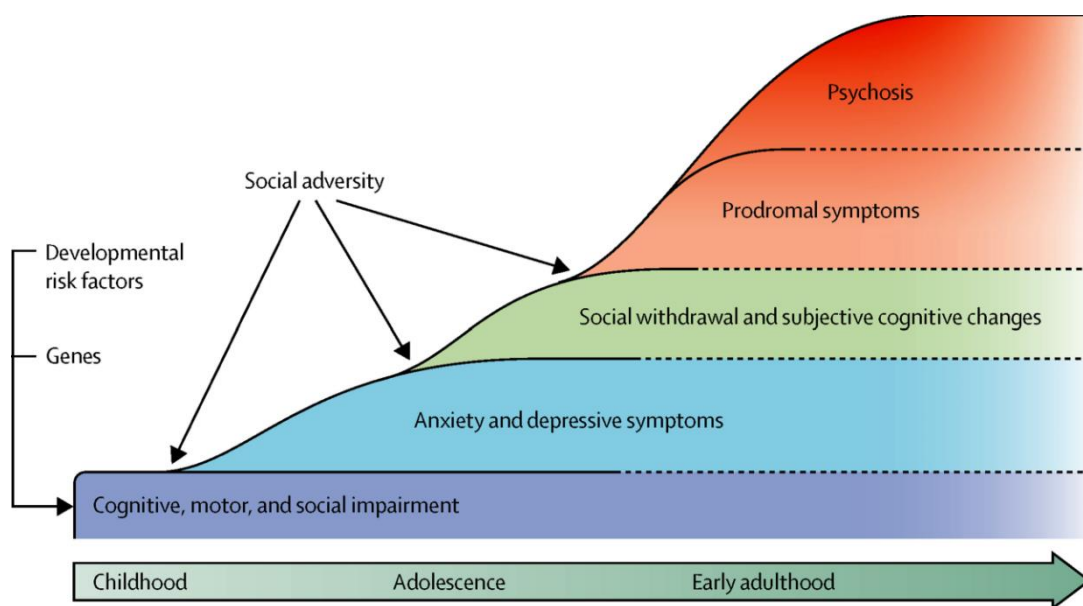 Psychosis
Social adversity
Prodromal symptoms
Developmental
risk factors
Social withdrawal and subjective cognitive changes
Genes
Anxiety and depressive symptoms
Cognitive, motor, and social impairment
Childhood
Adolescence
Early adulthood